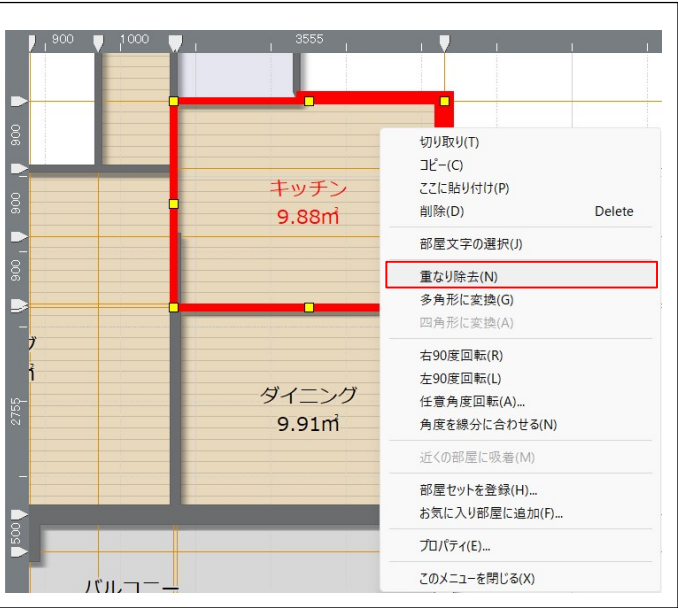 900 1000 3555
900
900
900
2755
500
キッチン
9.88㎡
ダイニング
9.91㎡
グ
バルコニー
切り取り(T)
コピー(C)
ここに貼り付け(P)
削除(D) Delete
部屋文字の選択(J)
重なり除去(N)
多角形に変換(G)
四角形に変換(A)
右90度回転(R)
左90度回転(L)
任意角度回転(A)...
角度を線分に合わせる(N)
近くの部屋に吸着(M)
部屋セットを登録(H)...
お気に入り部屋に追加(F)...
プロパティ(E)...
このメニューを閉じる(X)